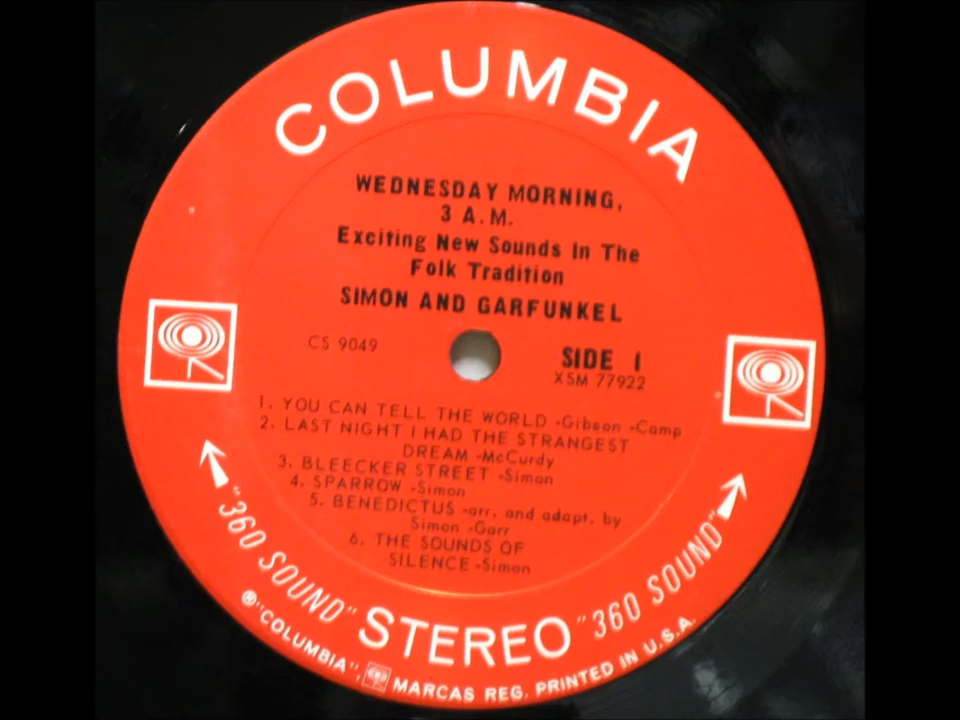 COLUMBIA
WEDNESDAY MORNING,
3 A.M.
Exciting New Sounds In The
Folk Tradition
SIMON AND GARFUNKEL
CS 9049
SIDE 1
XSM 77922
1. YOU CAN TELL THE WORLD -Gibson -Camp
2. LAST NIGHT I HAD THE STRANGEST
DREAM -McCurdy
3. BLEECKER STREET -Simon
4. SPARROW -Simon
5. BENEDICTUS -arr. and adapt. by
Simon -Garr
6. THE SOUNDS OF
SILENCE -Simon
"360 SOUND" STEREO "360 SOUND"
® "COLUMBIA", MARCAS REG. PRINTED IN U.S.A.